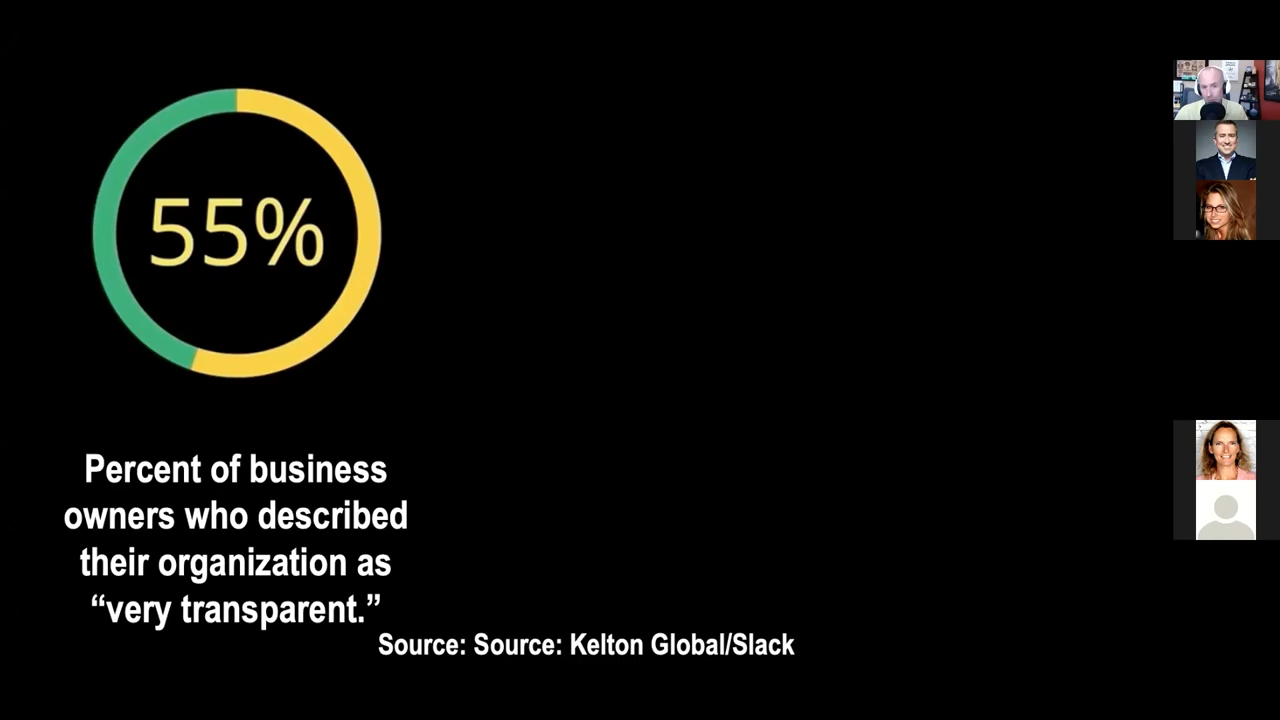 55%
Percent of business
owners who described
their organization as
“very transparent.”
Source: Source: Kelton Global/Slack